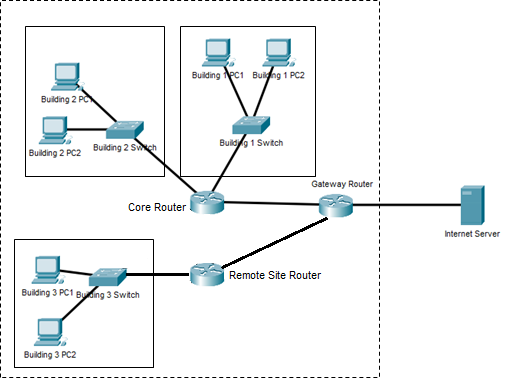 Building 1 PC1
Building 1 PC2
Building 2 PC1
Building 2 PC2
Building 2 Switch
Building 1 Switch
Gateway Router
Core Router
Internet Server
Remote Site Router
Building 3 PC1
Building 3 Switch
Building 3 PC2